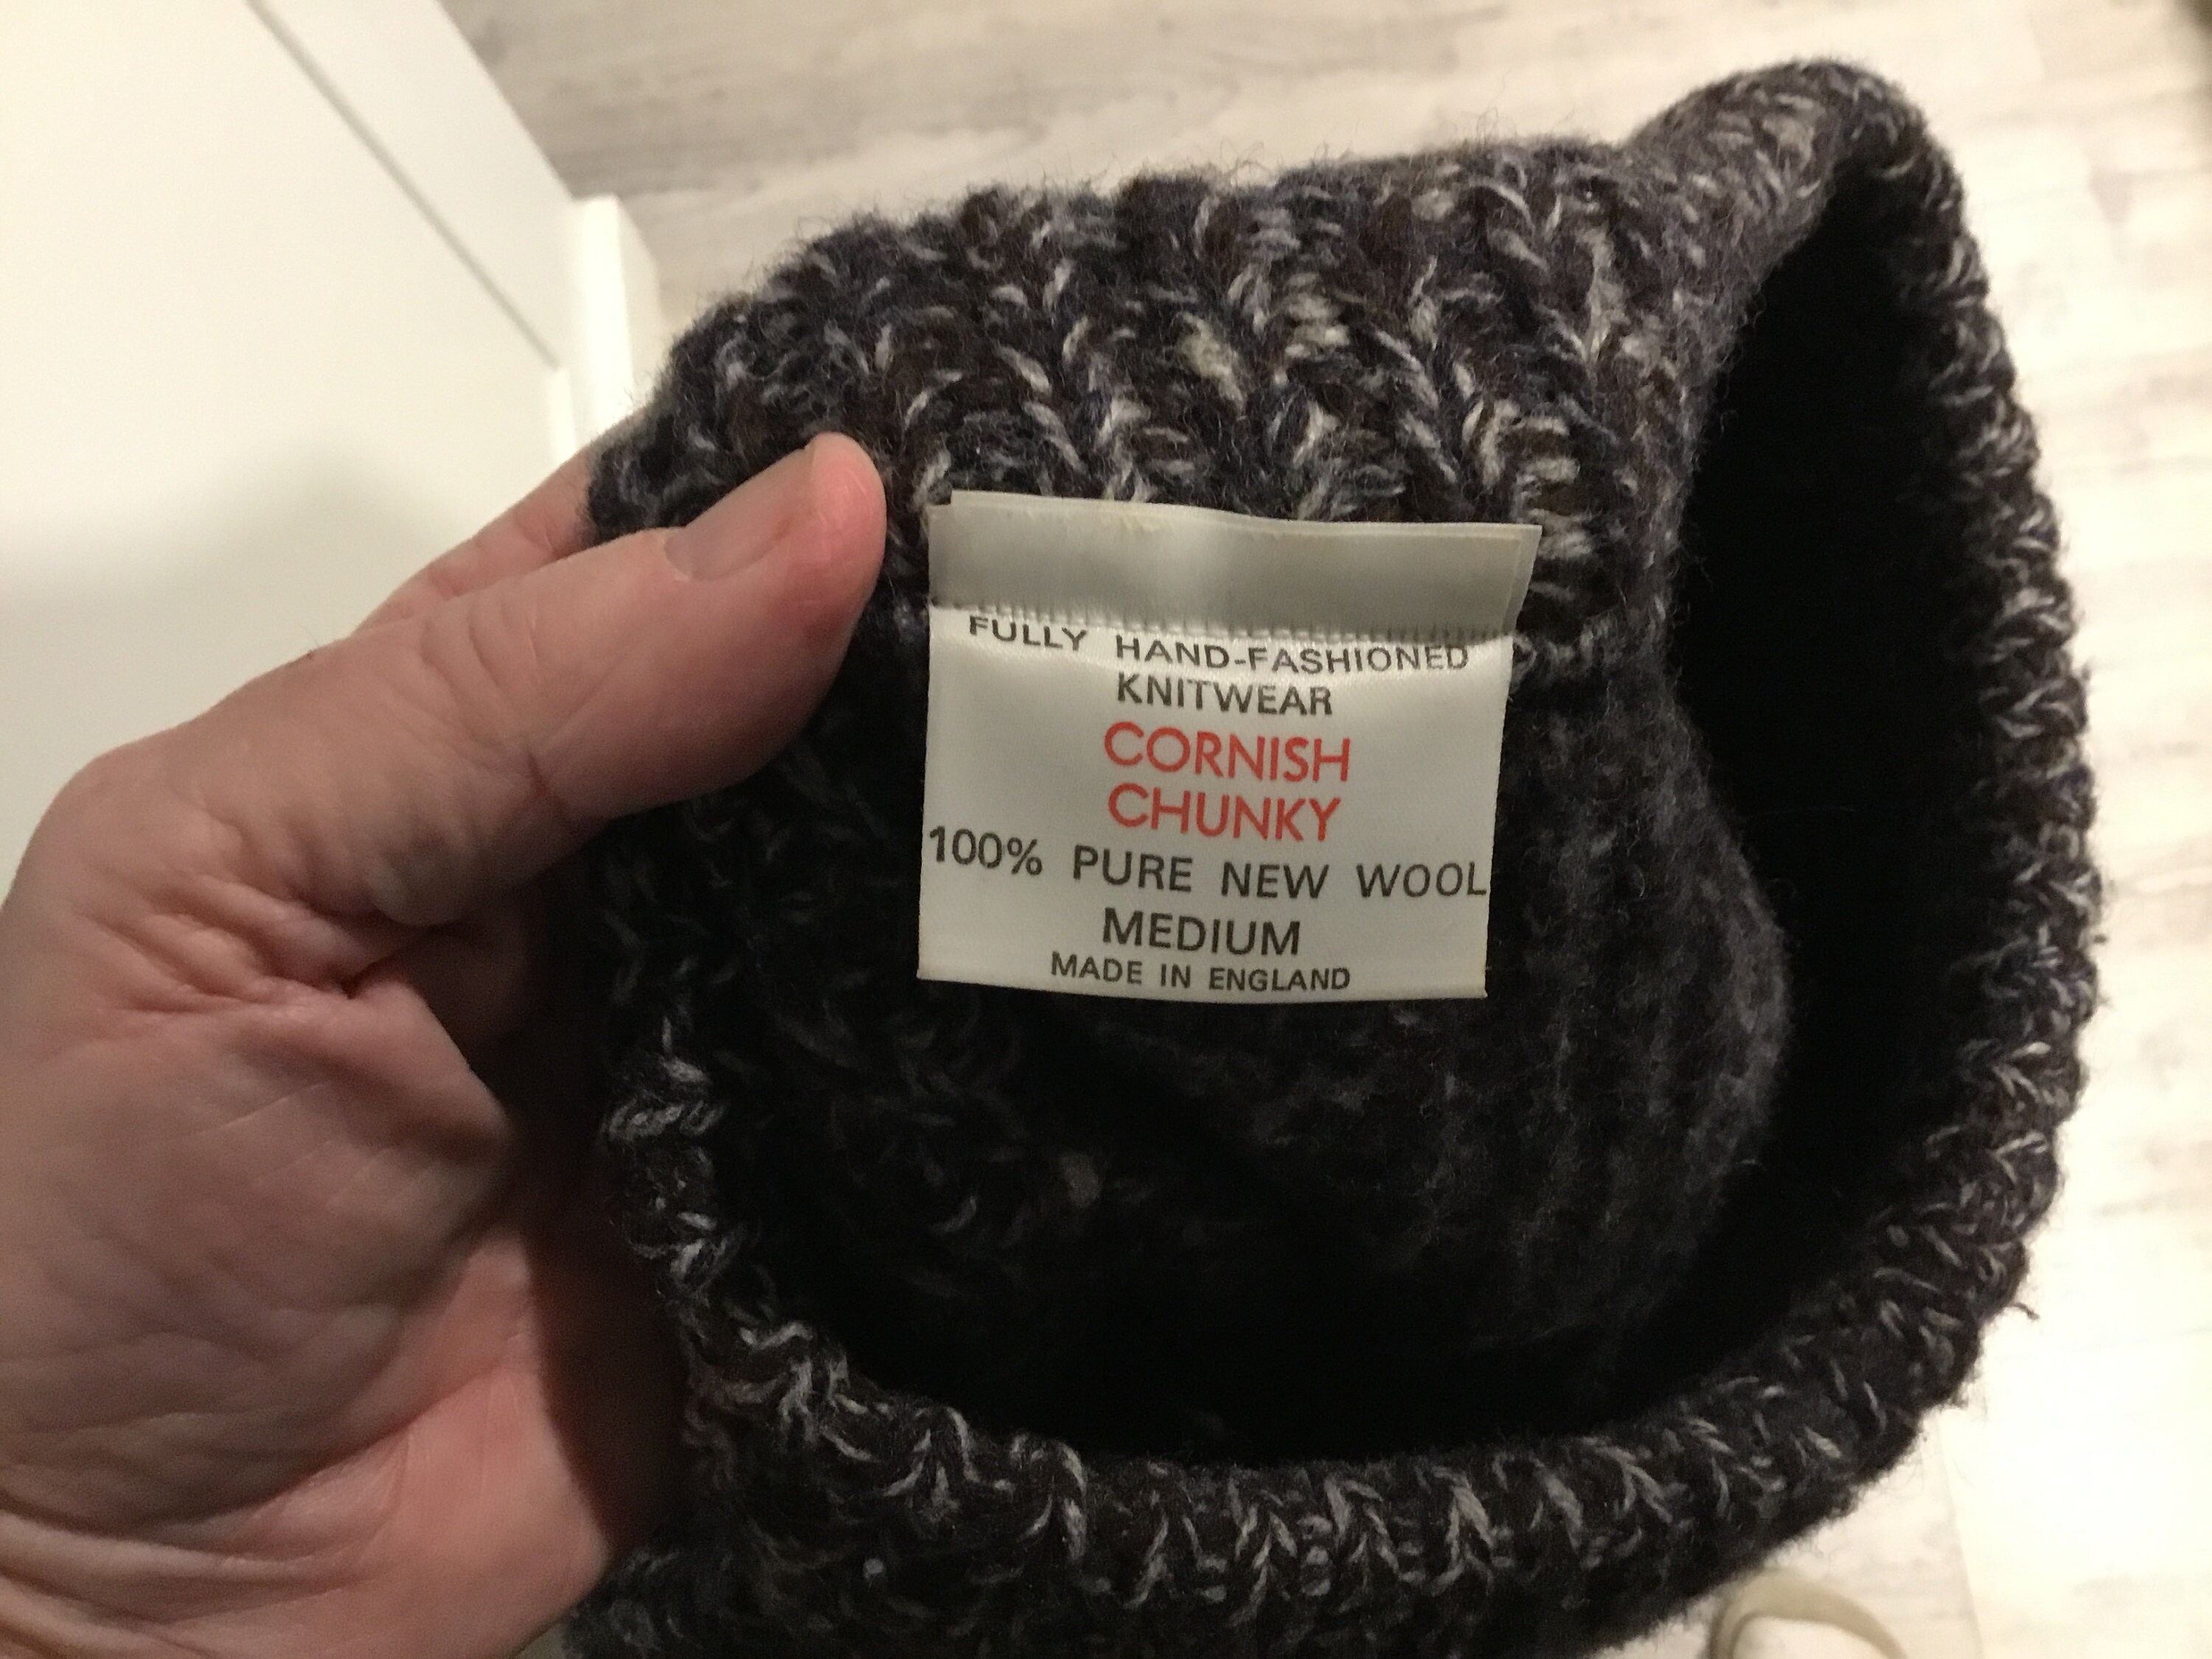 FULLY HAND-FASHIONED
KNITWEAR
CORNISH
CHUNKY
100% PURE NEW WOOL
MEDIUM
MADE IN ENGLAND